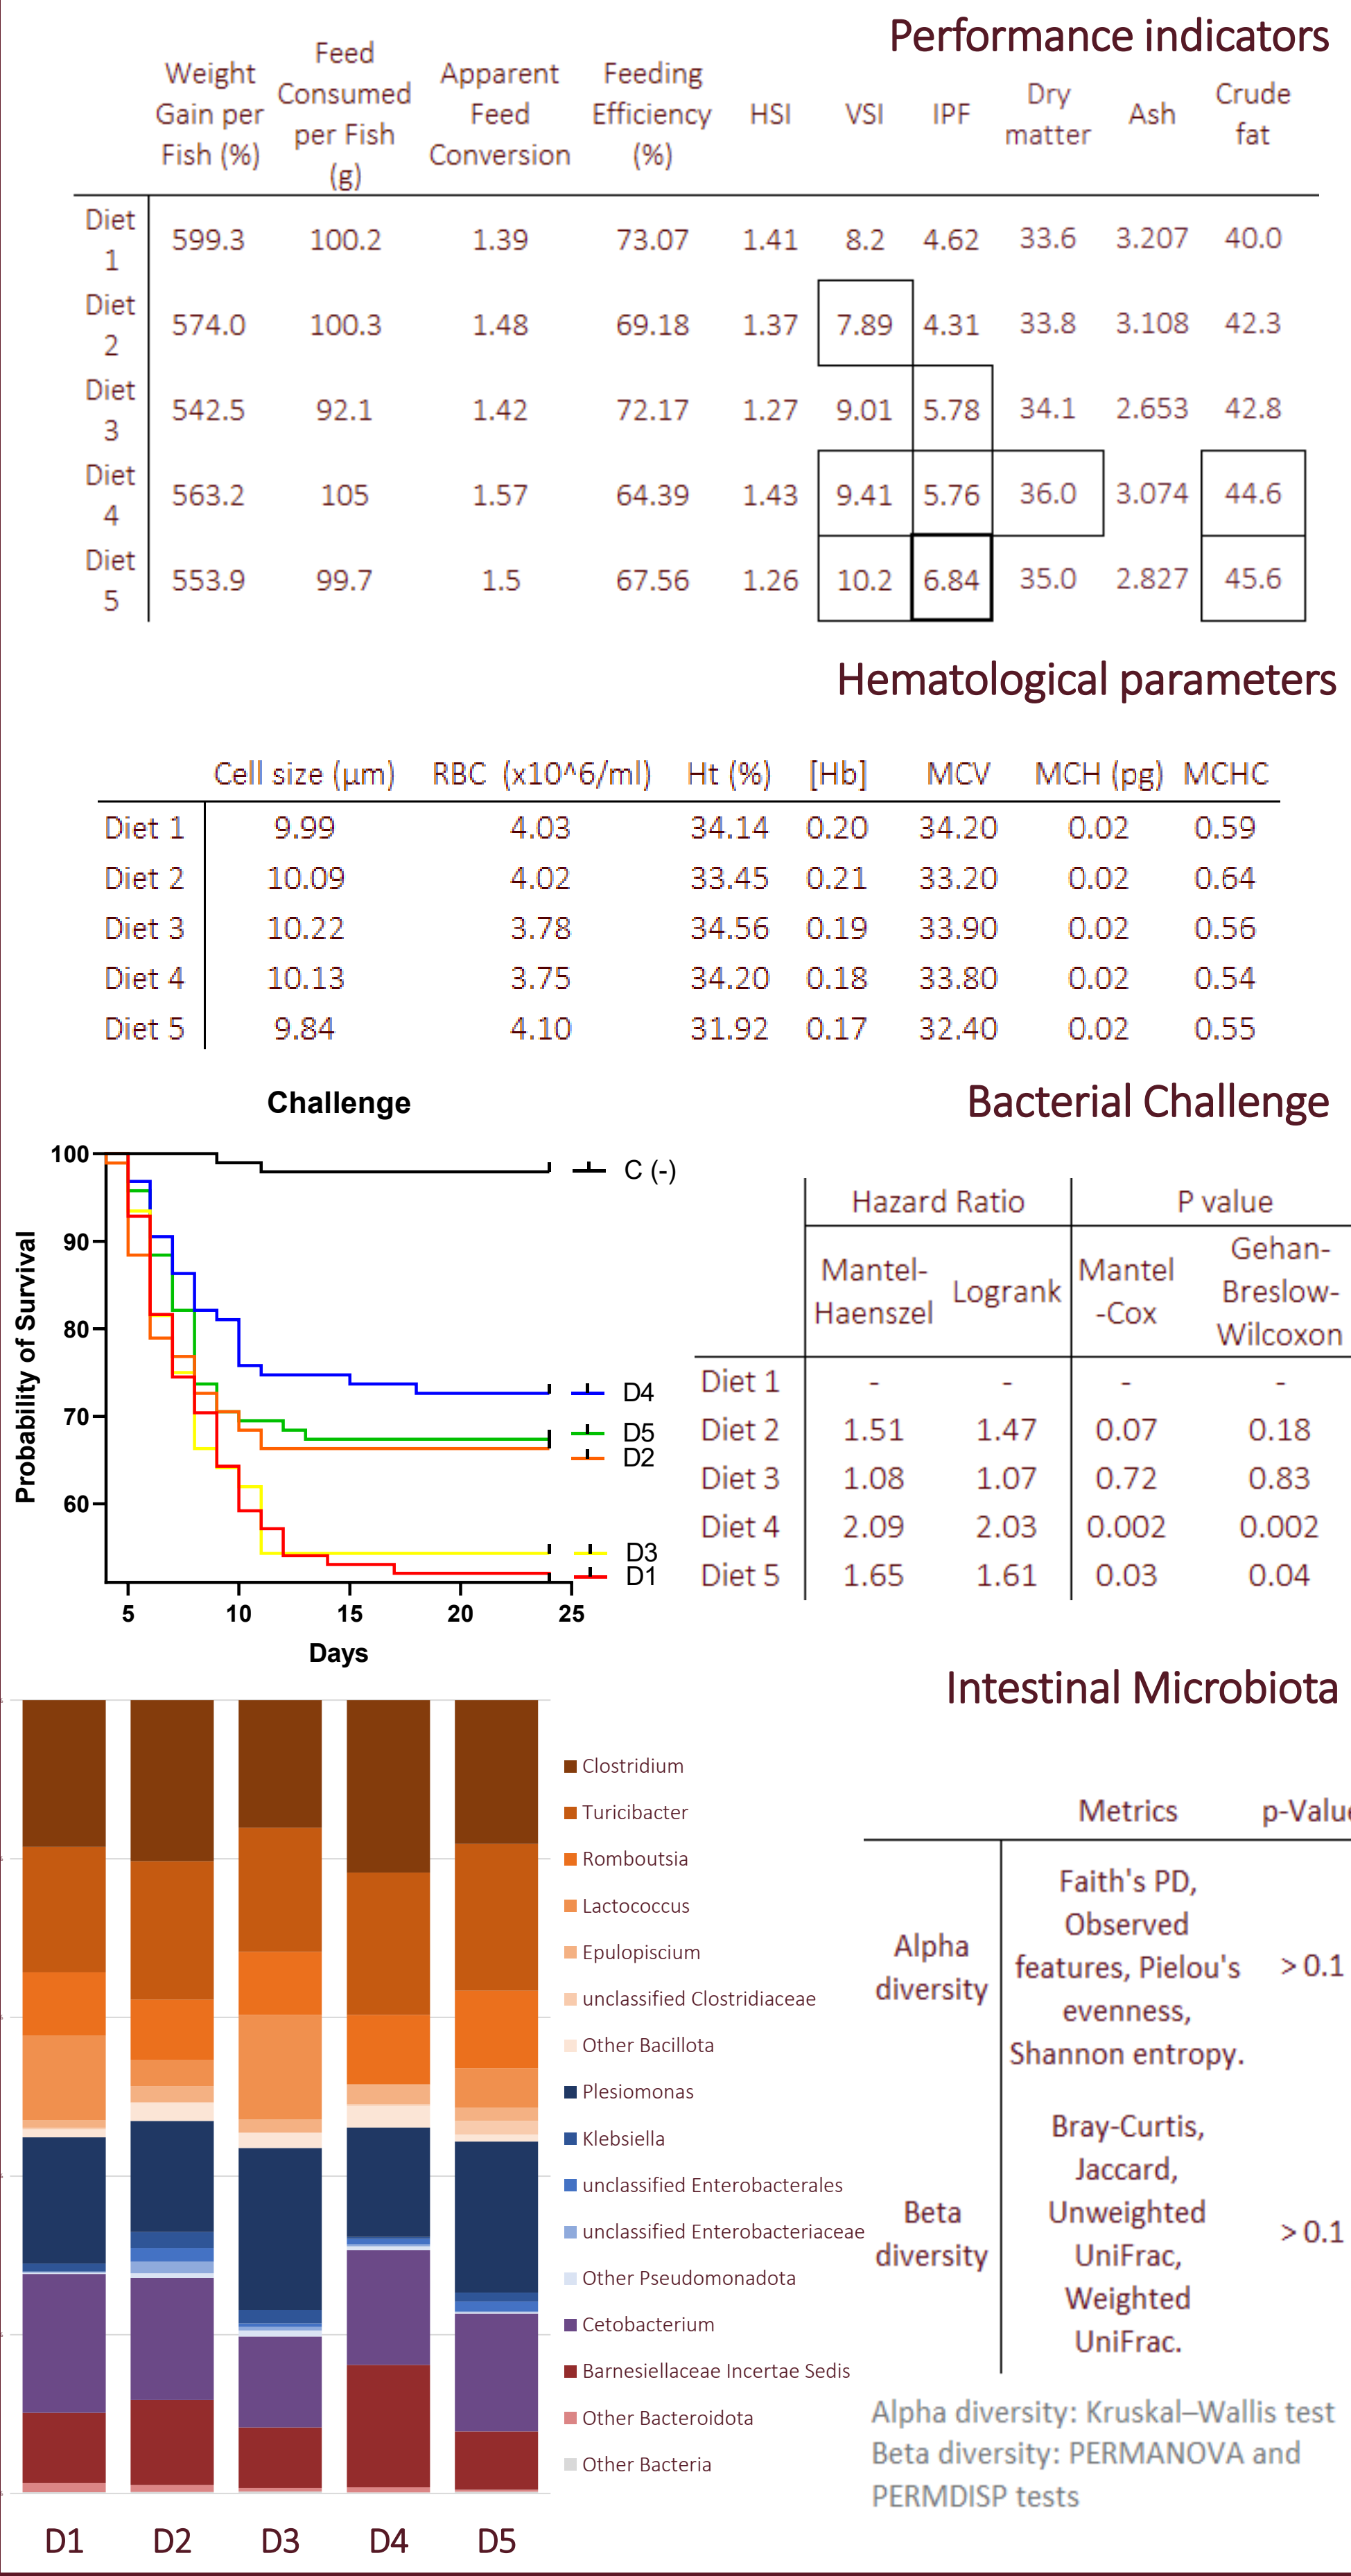 Performance indicators
Weight Gain per Fish (%) Feed Consumed per Fish (g) Apparent Feed Conversion Feeding Efficiency (%) HSI VSI IPF Dry matter Ash Crude fat
Diet 1 599.3 100.2 1.39 73.07 1.41 8.2 4.62 33.6 3.207 40.0
Diet 2 574.0 100.3 1.48 69.18 1.37 7.89 4.31 33.8 3.108 42.3
Diet 3 542.5 92.1 1.42 72.17 1.27 9.01 5.78 34.1 2.653 42.8
Diet 4 563.2 105 1.57 64.39 1.43 9.41 5.76 36.0 3.074 44.6
Diet 5 553.9 99.7 1.5 67.56 1.26 10.2 6.84 35.0 2.827 45.6
Hematological parameters
Cell size (µm) RBC (x10^6/ml) Ht (%) [Hb] MCV MCH (pg) MCHC
Diet 1 9.99 4.03 34.14 0.20 34.20 0.02 0.59
Diet 2 10.09 4.02 33.45 0.21 33.20 0.02 0.64
Diet 3 10.22 3.78 34.56 0.19 33.90 0.02 0.56
Diet 4 10.13 3.75 34.20 0.18 33.80 0.02 0.54
Diet 5 9.84 4.10 31.92 0.17 32.40 0.02 0.55
Challenge
Probability of Survival
100
90
80
70
60
5 10 15 20 25
Days
C (-)
D4
D5
D2
D3
D1
Bacterial Challenge
Hazard Ratio P value
Mantel-Haenszel Logrank Mantel-Cox Gehan-Breslow-Wilcoxon
Diet 1 - - - -
Diet 2 1.51 1.47 0.07 0.18
Diet 3 1.08 1.07 0.72 0.83
Diet 4 2.09 2.03 0.002 0.002
Diet 5 1.65 1.61 0.03 0.04
Intestinal Microbiota
Clostridium
Turicibacter
Romboutsia
Lactococcus
Epulopiscium
unclassified Clostridiaceae
Other Bacillota
Plesiomonas
Klebsiella
unclassified Enterobacterales
unclassified Enterobacteriaceae
Other Pseudomonadota
Cetobacterium
Barnesiellaceae Incertae Sedis
Other Bacteroidota
Other Bacteria
D1 D2 D3 D4 D5
Metrics p-Value
Alpha diversity
Faith's PD,
Observed
features, Pielou's
evenness,
Shannon entropy.
> 0.1
Beta diversity
Bray-Curtis,
Jaccard,
Unweighted
UniFrac,
Weighted
UniFrac.
> 0.1
Alpha diversity: Kruskal–Wallis test
Beta diversity: PERMANOVA and
PERMDISP tests